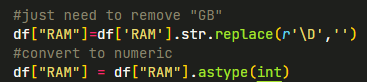 #just need to remove "GB"
df["RAM"]=df['RAM'].str.replace(r'\D','')
#convert to numeric
df["RAM"] = df["RAM"].astype(int)